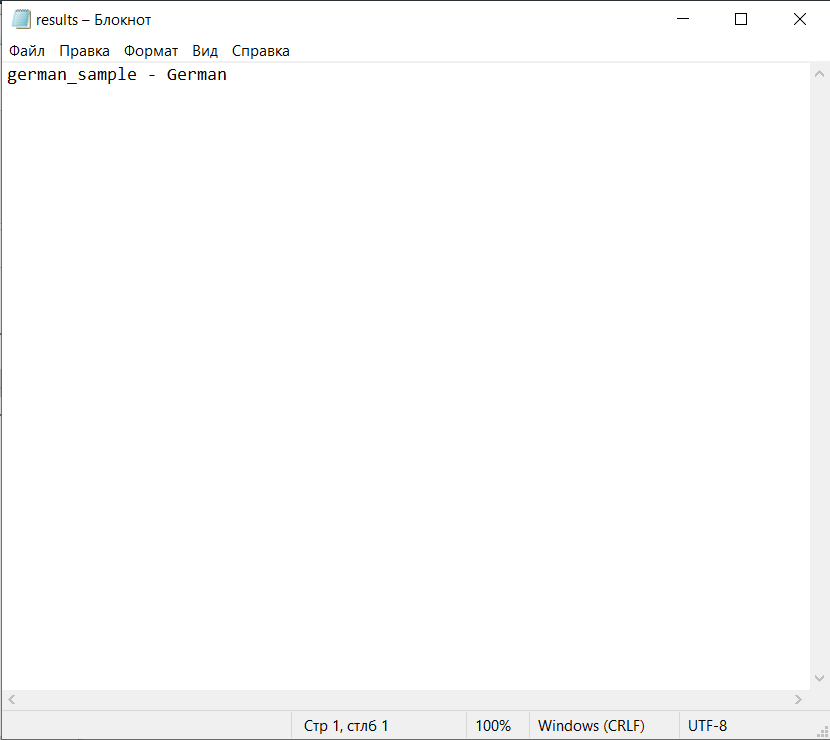 results – Блокнот
Файл Правка Формат Вид Справка
german_sample - German
Стр 1, стлб 1 100% Windows (CRLF) UTF-8